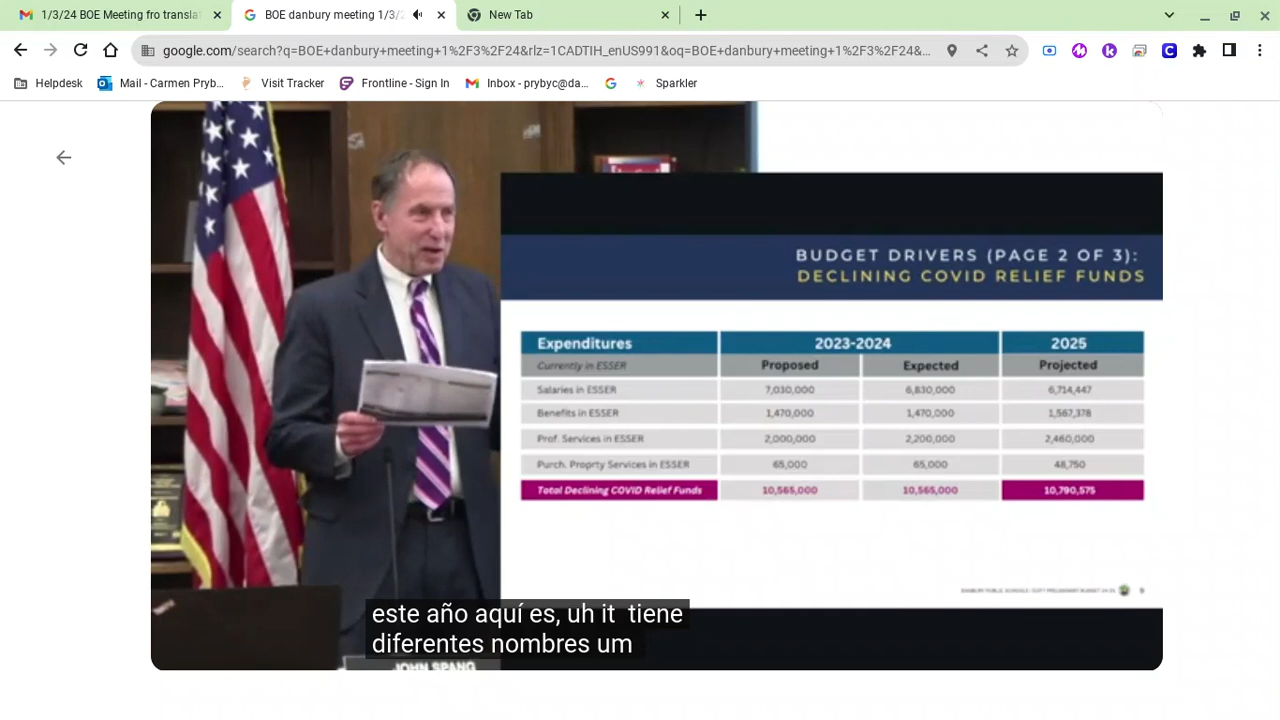 1/3/24 BOE Meeting fro transla
BOE danbury meeting 1/3/2
New Tab
google.com/search?q=BOE+danbury+meeting+1%2F3%2F24&rlz=1CADTIH_enUS991&oq=BOE+danbury+meeting+1%2F3%2F24&...
Helpdesk
Mail - Carmen Pryb...
Visit Tracker
Frontline - Sign In
Inbox - prybyc@da...
Sparkler
BUDGET DRIVERS (PAGE 2 OF 3):
DECLINING COVID RELIEF FUNDS
Expenditures 2023-2024 2025
Currently in ESSER Proposed Expected Projected
Salaries in ESSER 7,030,000 6,830,000 6,714,447
Benefits in ESSER 1,470,000 1,470,000 1,567,378
Prof. Services in ESSER 2,000,000 2,200,000 2,460,000
Purch. Proprty Services in ESSER 65,000 65,000 48,750
Total Declining COVID Relief Funds 10,565,000 10,565,000 10,790,575
este año aquí es, uh it tiene
diferentes nombres um
JOHN SPANG